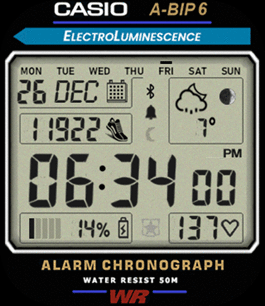 CASIO A-BIP 6
ELECTROLUMINESCENCE
MON TUE WED THU FRI SAT SUN
26 DEC
11922
7°
PM
06:34 00
14% 137
ALARM CHRONOGRAPH
WATER RESIST 50M
WR